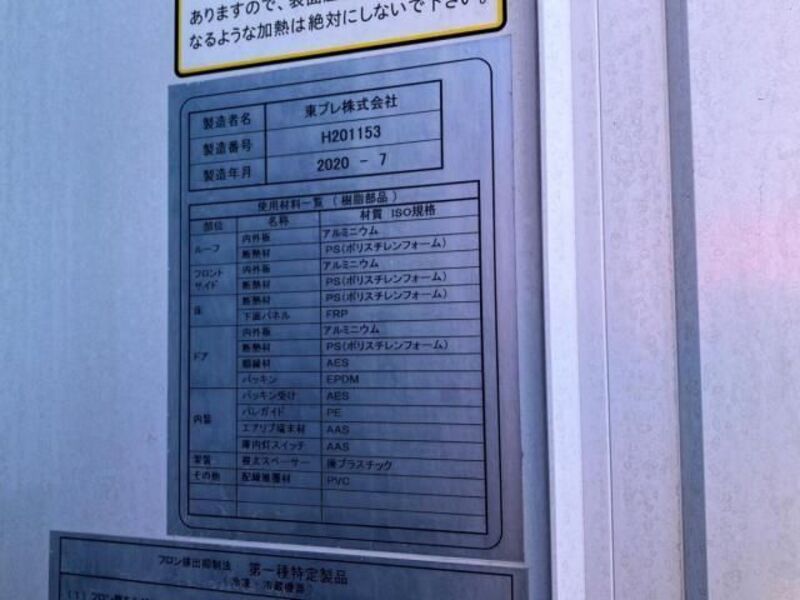 ありますので、表面
なるような加熱は絶対にしないで下さい。
製造者名 東プレ株式会社
製造番号 H201153
製造年月 2020 - 7
使用材料一覧 (樹脂部品)
部位 名称 材質 ISO規格
ルーフ 内外板 アルミニウム
断熱材 PS(ポリスチレンフォーム)
フロント サイド 内外板 アルミニウム
断熱材 PS(ポリスチレンフォーム)
床 断熱材 PS(ポリスチレンフォーム)
下面パネル FRP
ドア 内外板 アルミニウム
断熱材 PS(ポリスチレンフォーム)
額縁材 AES
パッキン EPDM
内装 パッキン受け AES
パレガイド PE
エアリブ端末材 AAS
庫内灯スイッチ AAS
架装 根太スペーサー プラスチック
その他 配線被覆材 PVC
フロン排出抑制法 第一種特定製品
(冷凍・冷蔵機器)